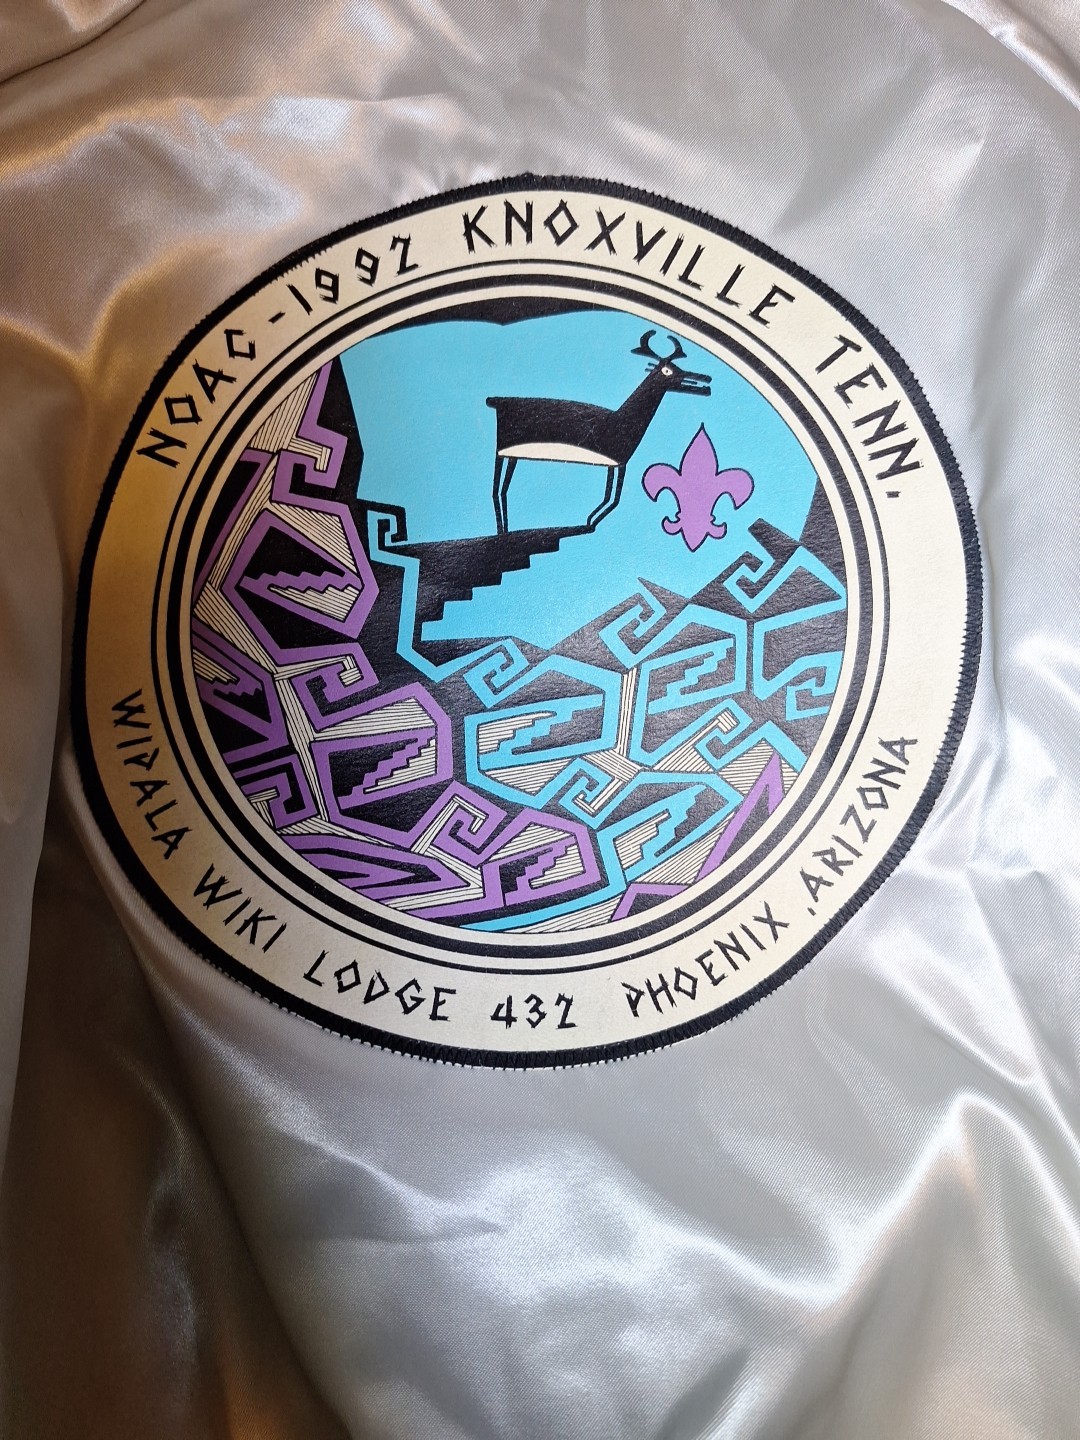 NOAC-1992 KNOXVILLE TENN.
WIPALA WIKI LODGE 432 PHOENIX, ARIZONA